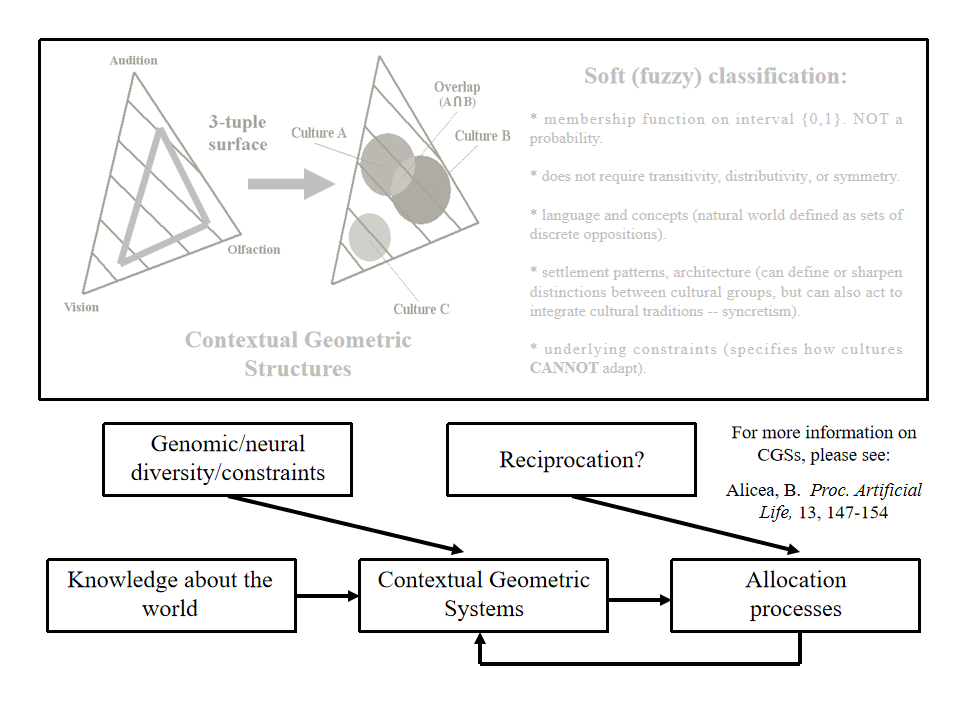 Audition
3-tuple
surface
Olfaction
Vision
Culture A
Overlap
(A∩B)
Culture B
Culture C
Contextual Geometric
Structures
Soft (fuzzy) classification:
* membership function on interval {0,1}. NOT a
probability.
* does not require transitivity, distributivity, or symmetry.
* language and concepts (natural world defined as sets of
discrete oppositions).
* settlement patterns, architecture (can define or sharpen
distinctions between cultural groups, but can also act to
integrate cultural traditions -- syncretism).
* underlying constraints (specifies how cultures
CANNOT adapt).
Genomic/neural
diversity/constraints
Reciprocation?
For more information on
CGSs, please see:
Alicea, B. Proc. Artificial
Life, 13, 147-154
Knowledge about the
world
Contextual Geometric
Systems
Allocation
processes